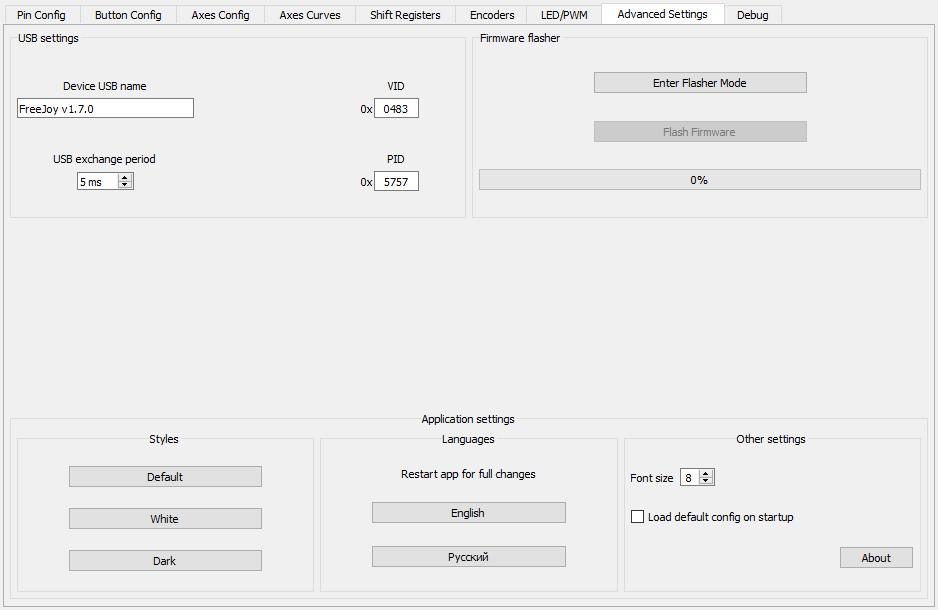 Pin Config Button Config Axes Config Axes Curves Shift Registers Encoders LED/PWM Advanced Settings Debug
USB settings
Device USB name
FreeJoy v1.7.0
VID
0x 0483
USB exchange period
5 ms
PID
0x 5757
Firmware flasher
Enter Flasher Mode
Flash Firmware
0%
Application settings
Styles
Default
White
Dark
Languages
Restart app for full changes
English
Русский
Other settings
Font size 8
Load default config on startup
About